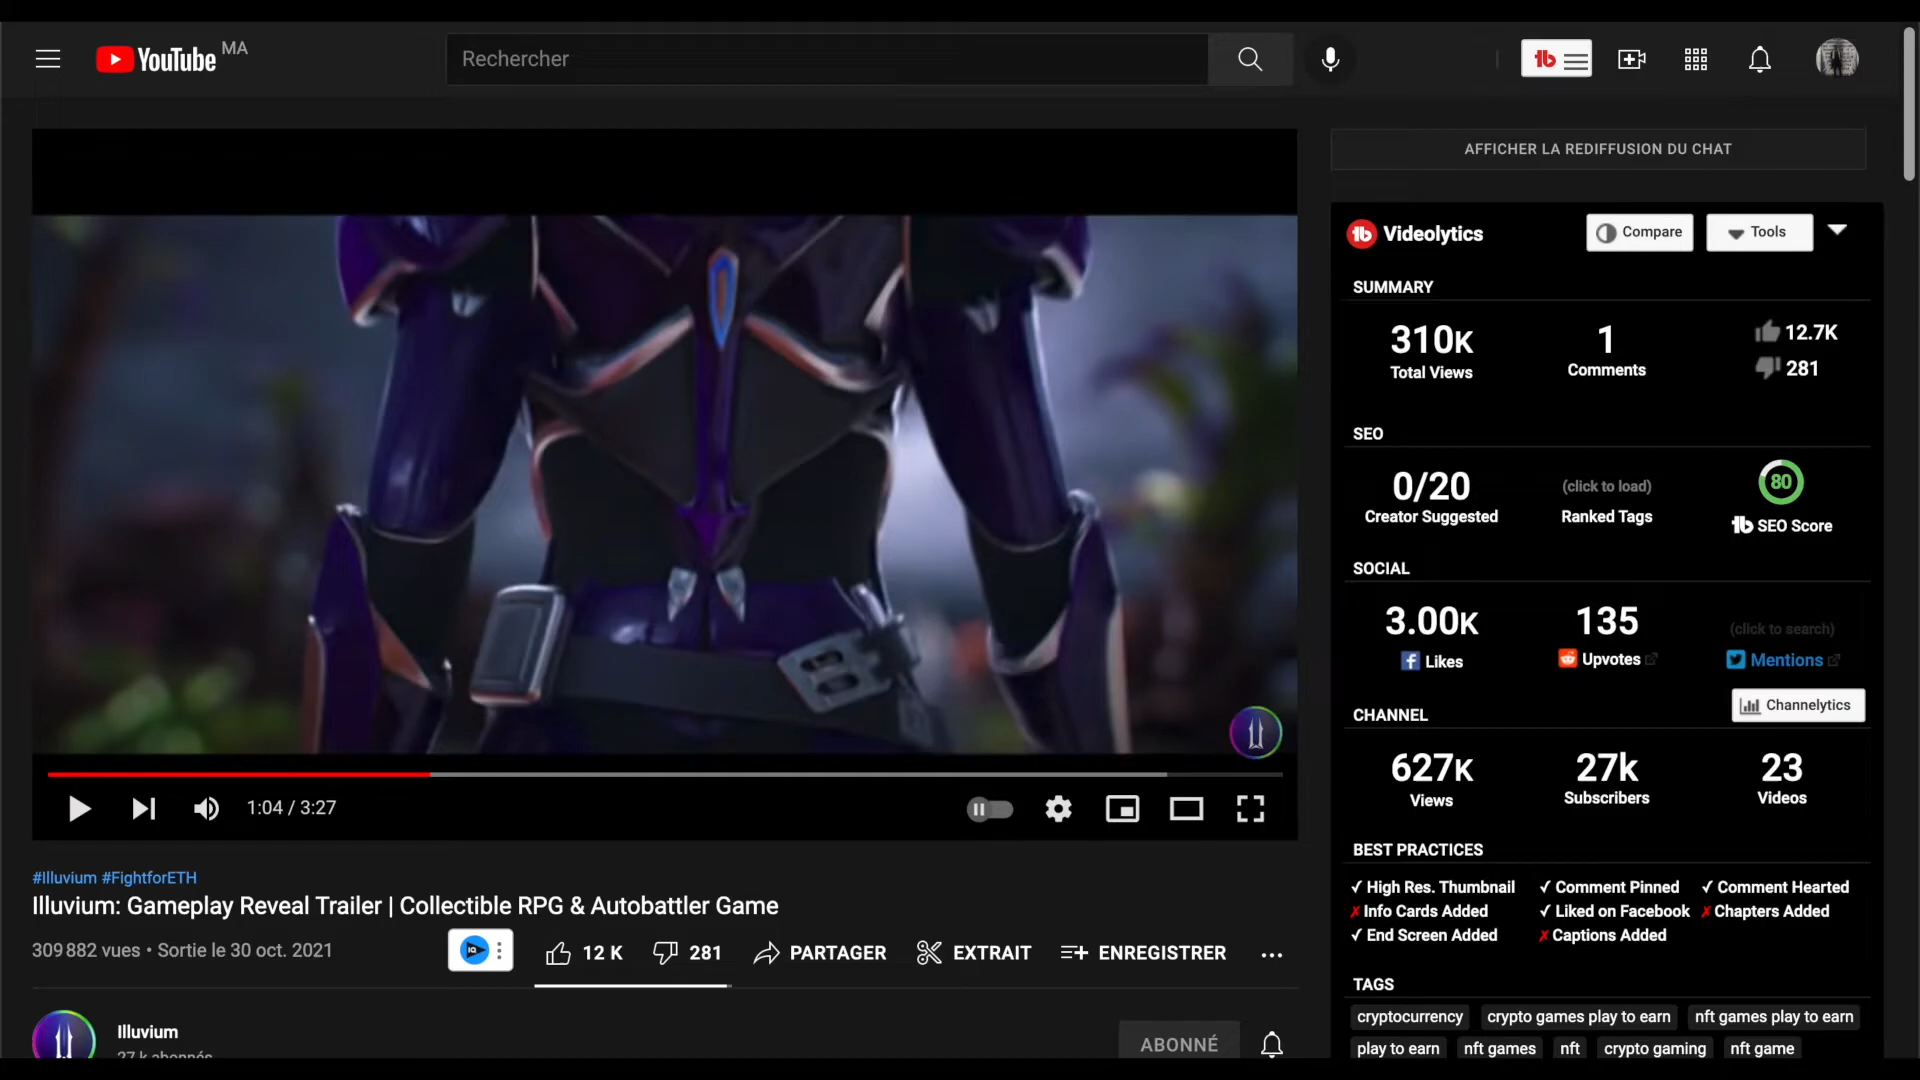 YouTube MA
Rechercher
AFFICHER LA REDIFFUSION DU CHAT
Videolytics
Compare
Tools
SUMMARY
310K
Total Views
1
Comments
12.7K
281
SEO
0/20
Creator Suggested
(click to load)
Ranked Tags
80
SEO Score
SOCIAL
3.00K
Likes
135
Upvotes
(click to search)
Mentions
CHANNEL
Channelytics
627K
Views
27k
Subscribers
23
Videos
BEST PRACTICES
✓ High Res. Thumbnail ✓ Comment Pinned ✓ Comment Hearted
✗ Info Cards Added ✓ Liked on Facebook ✗ Chapters Added
✓ End Screen Added ✗ Captions Added
TAGS
cryptocurrency crypto games play to earn nft games play to earn
play to earn nft games nft crypto gaming nft game
1:04 / 3:27
#Illuvium #FightforETH
Illuvium: Gameplay Reveal Trailer | Collectible RPG & Autobattler Game
309 882 vues • Sortie le 30 oct. 2021
12 K 281 PARTAGER EXTRAIT ENREGISTRER
Illuvium
27 k abonnés
ABONNÉ